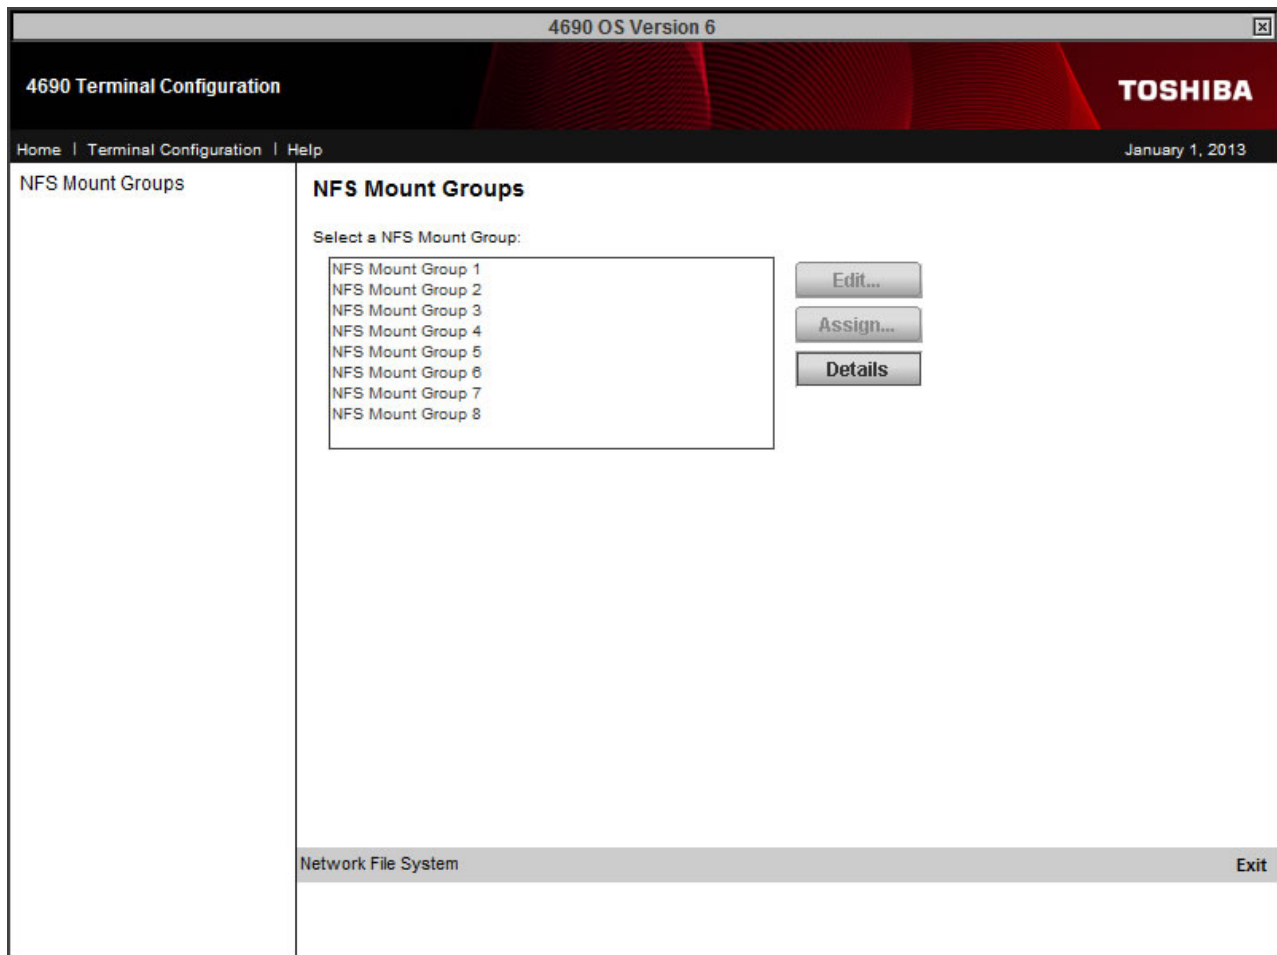 4690 OS Version 6
4690 Terminal Configuration
TOSHIBA
Home | Terminal Configuration | Help
January 1, 2013
NFS Mount Groups
NFS Mount Groups
Select a NFS Mount Group:
NFS Mount Group 1
NFS Mount Group 2
NFS Mount Group 3
NFS Mount Group 4
NFS Mount Group 5
NFS Mount Group 6
NFS Mount Group 7
NFS Mount Group 8
Edit...
Assign...
Details
Network File System
Exit